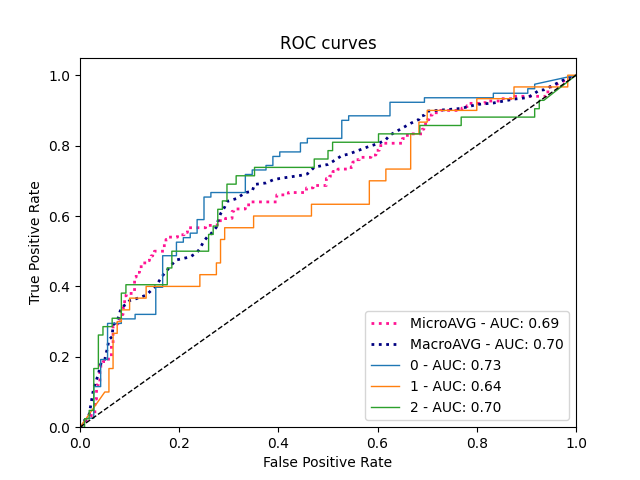 ROC curves
True Positive Rate
1.0
0.8
0.6
0.4
0.2
0.0
MicroAVG - AUC: 0.69
MacroAVG - AUC: 0.70
0 - AUC: 0.73
1 - AUC: 0.64
2 - AUC: 0.70
0.0 0.2 0.4 0.6 0.8 1.0
False Positive Rate